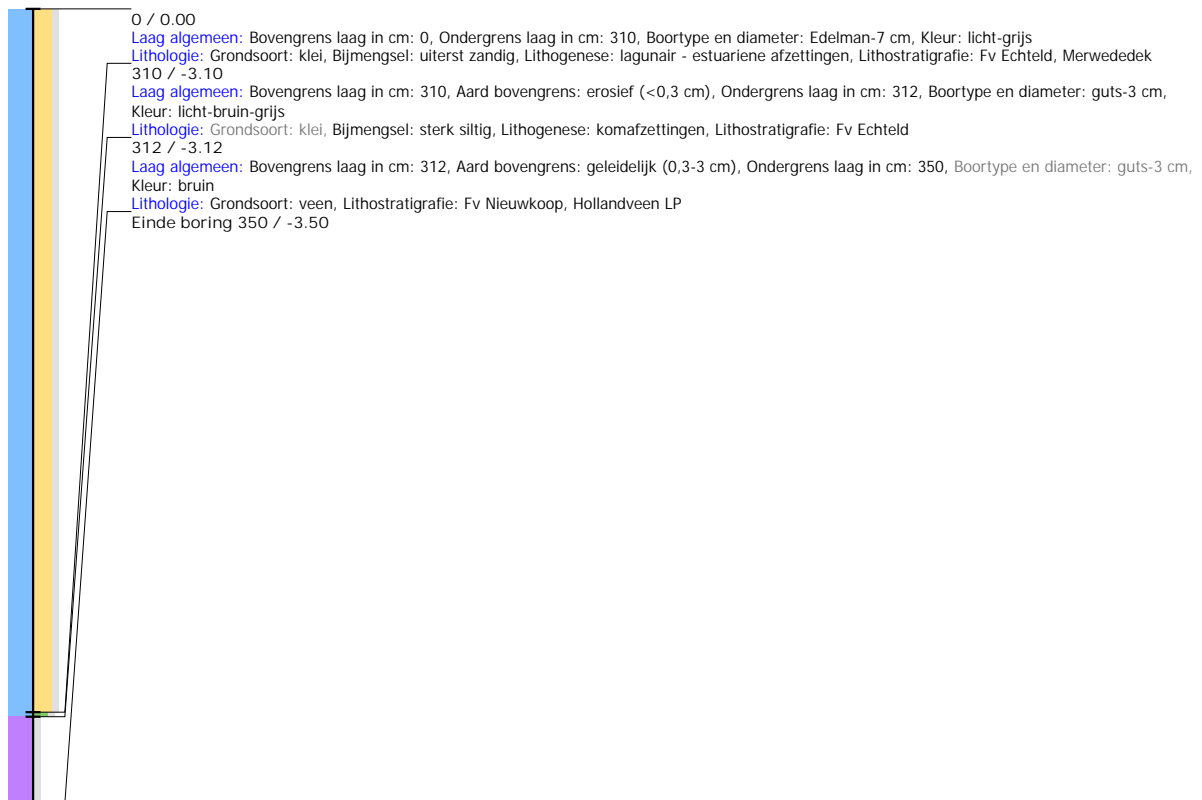 0 / 0.00
Laag algemeen: Bovengrens laag in cm: 0, Ondergrens laag in cm: 310, Boortype en diameter: Edelman-7 cm, Kleur: licht-grijs
Lithologie: Grondsoort: klei, Bijmengsel: uiterst zandig, Lithogenese: lagunair - estuariene afzettingen, Lithostratigrafie: Fv Echteld, Merwededek
310 / -3.10
Laag algemeen: Bovengrens laag in cm: 310, Aard bovengrens: erosief (<0,3 cm), Ondergrens laag in cm: 312, Boortype en diameter: guts-3 cm,
Kleur: licht-bruin-grijs
Lithologie: Grondsoort: klei, Bijmengsel: sterk siltig, Lithogenese: komafzettingen, Lithostratigrafie: Fv Echteld
312 / -3.12
Laag algemeen: Bovengrens laag in cm: 312, Aard bovengrens: geleidelijk (0,3-3 cm), Ondergrens laag in cm: 350, Boortype en diameter: guts-3 cm,
Kleur: bruin
Lithologie: Grondsoort: veen, Lithostratigrafie: Fv Nieuwkoop, Hollandveen LP
Einde boring 350 / -3.50